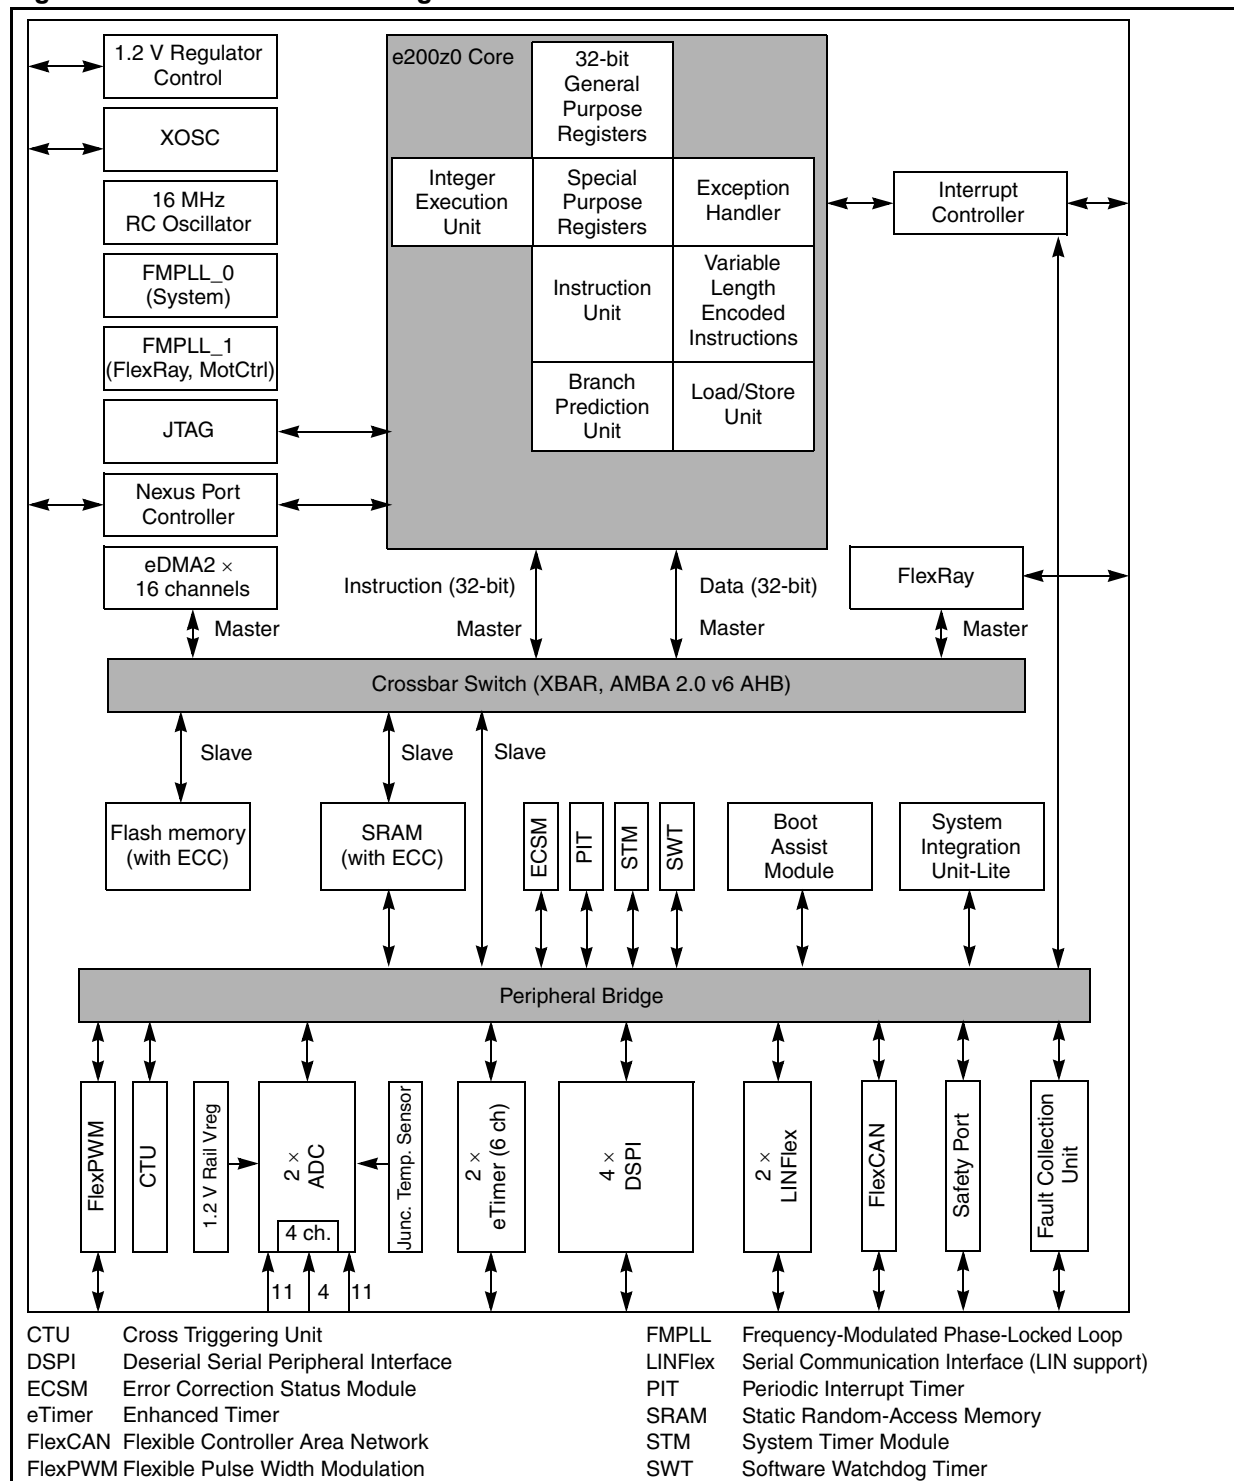 1.2 V Regulator
Control
XOSC
16 MHz
RC Oscillator
FMPLL_0
(System)
FMPLL_1
(FlexRay, MotCtrl)
JTAG
Nexus Port
Controller
eDMA2 ×
16 channels
e200z0 Core
32-bit
General
Purpose
Registers
Integer
Execution
Unit
Special
Purpose
Registers
Exception
Handler
Instruction
Unit
Variable
Length
Encoded
Instructions
Branch
Prediction
Unit
Load/Store
Unit
Interrupt
Controller
FlexRay
Instruction (32-bit)
Data (32-bit)
Master
Master
Master
Master
Crossbar Switch (XBAR, AMBA 2.0 v6 AHB)
Slave
Slave
Slave
Flash memory
(with ECC)
SRAM
(with ECC)
ECSM
PIT
STM
SWT
Boot
Assist
Module
System
Integration
Unit-Lite
Peripheral Bridge
FlexPWM
CTU
1.2 V Rail Vreg
2 ×
ADC
4 ch.
Junc. Temp. Sensor
2 ×
eTimer (6 ch)
4 ×
DSPI
2 ×
LINFlex
FlexCAN
Safety Port
Fault Collection
Unit
11
4
11
CTU Cross Triggering Unit
DSPI Deserial Serial Peripheral Interface
ECSM Error Correction Status Module
eTimer Enhanced Timer
FlexCAN Flexible Controller Area Network
FlexPWM Flexible Pulse Width Modulation
FMPLL Frequency-Modulated Phase-Locked Loop
LINFlex Serial Communication Interface (LIN support)
PIT Periodic Interrupt Timer
SRAM Static Random-Access Memory
STM System Timer Module
SWT Software Watchdog Timer